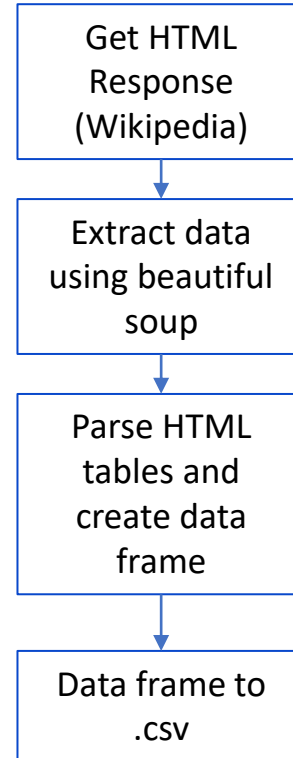 Get HTML
Response
(Wikipedia)
Extract data
using beautiful
soup
Parse HTML
tables and
create data
frame
Data frame to
.csv